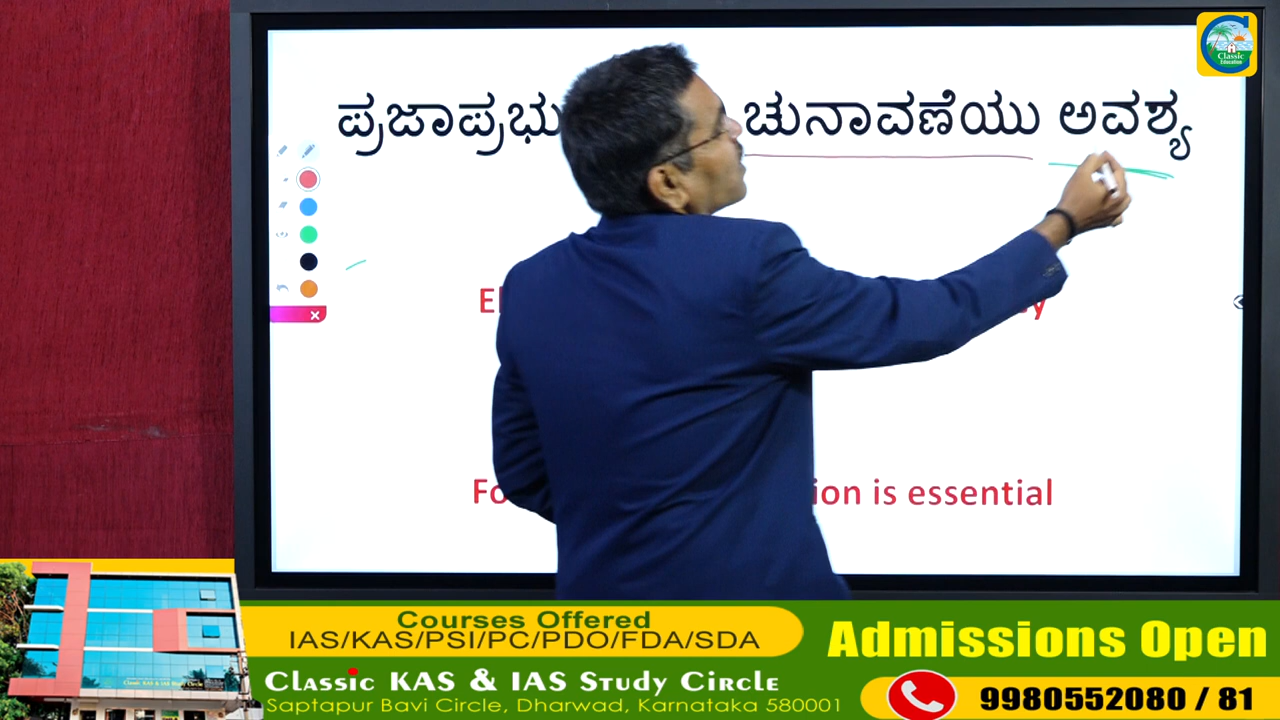 ಪ್ರಜಾಪ್ರಭು ಚುನಾವಣೆಯು ಅವಶ್ಯ
Classic
Education
El y
Fo ion is essential
Courses Offered
IAS/KAS/PSI/PC/PDO/FDA/SDA
Admissions Open
Classic KAS & IAS Study Circle
Saptapur Bavi Circle, Dharwad, Karnataka 580001
9980552080 / 81